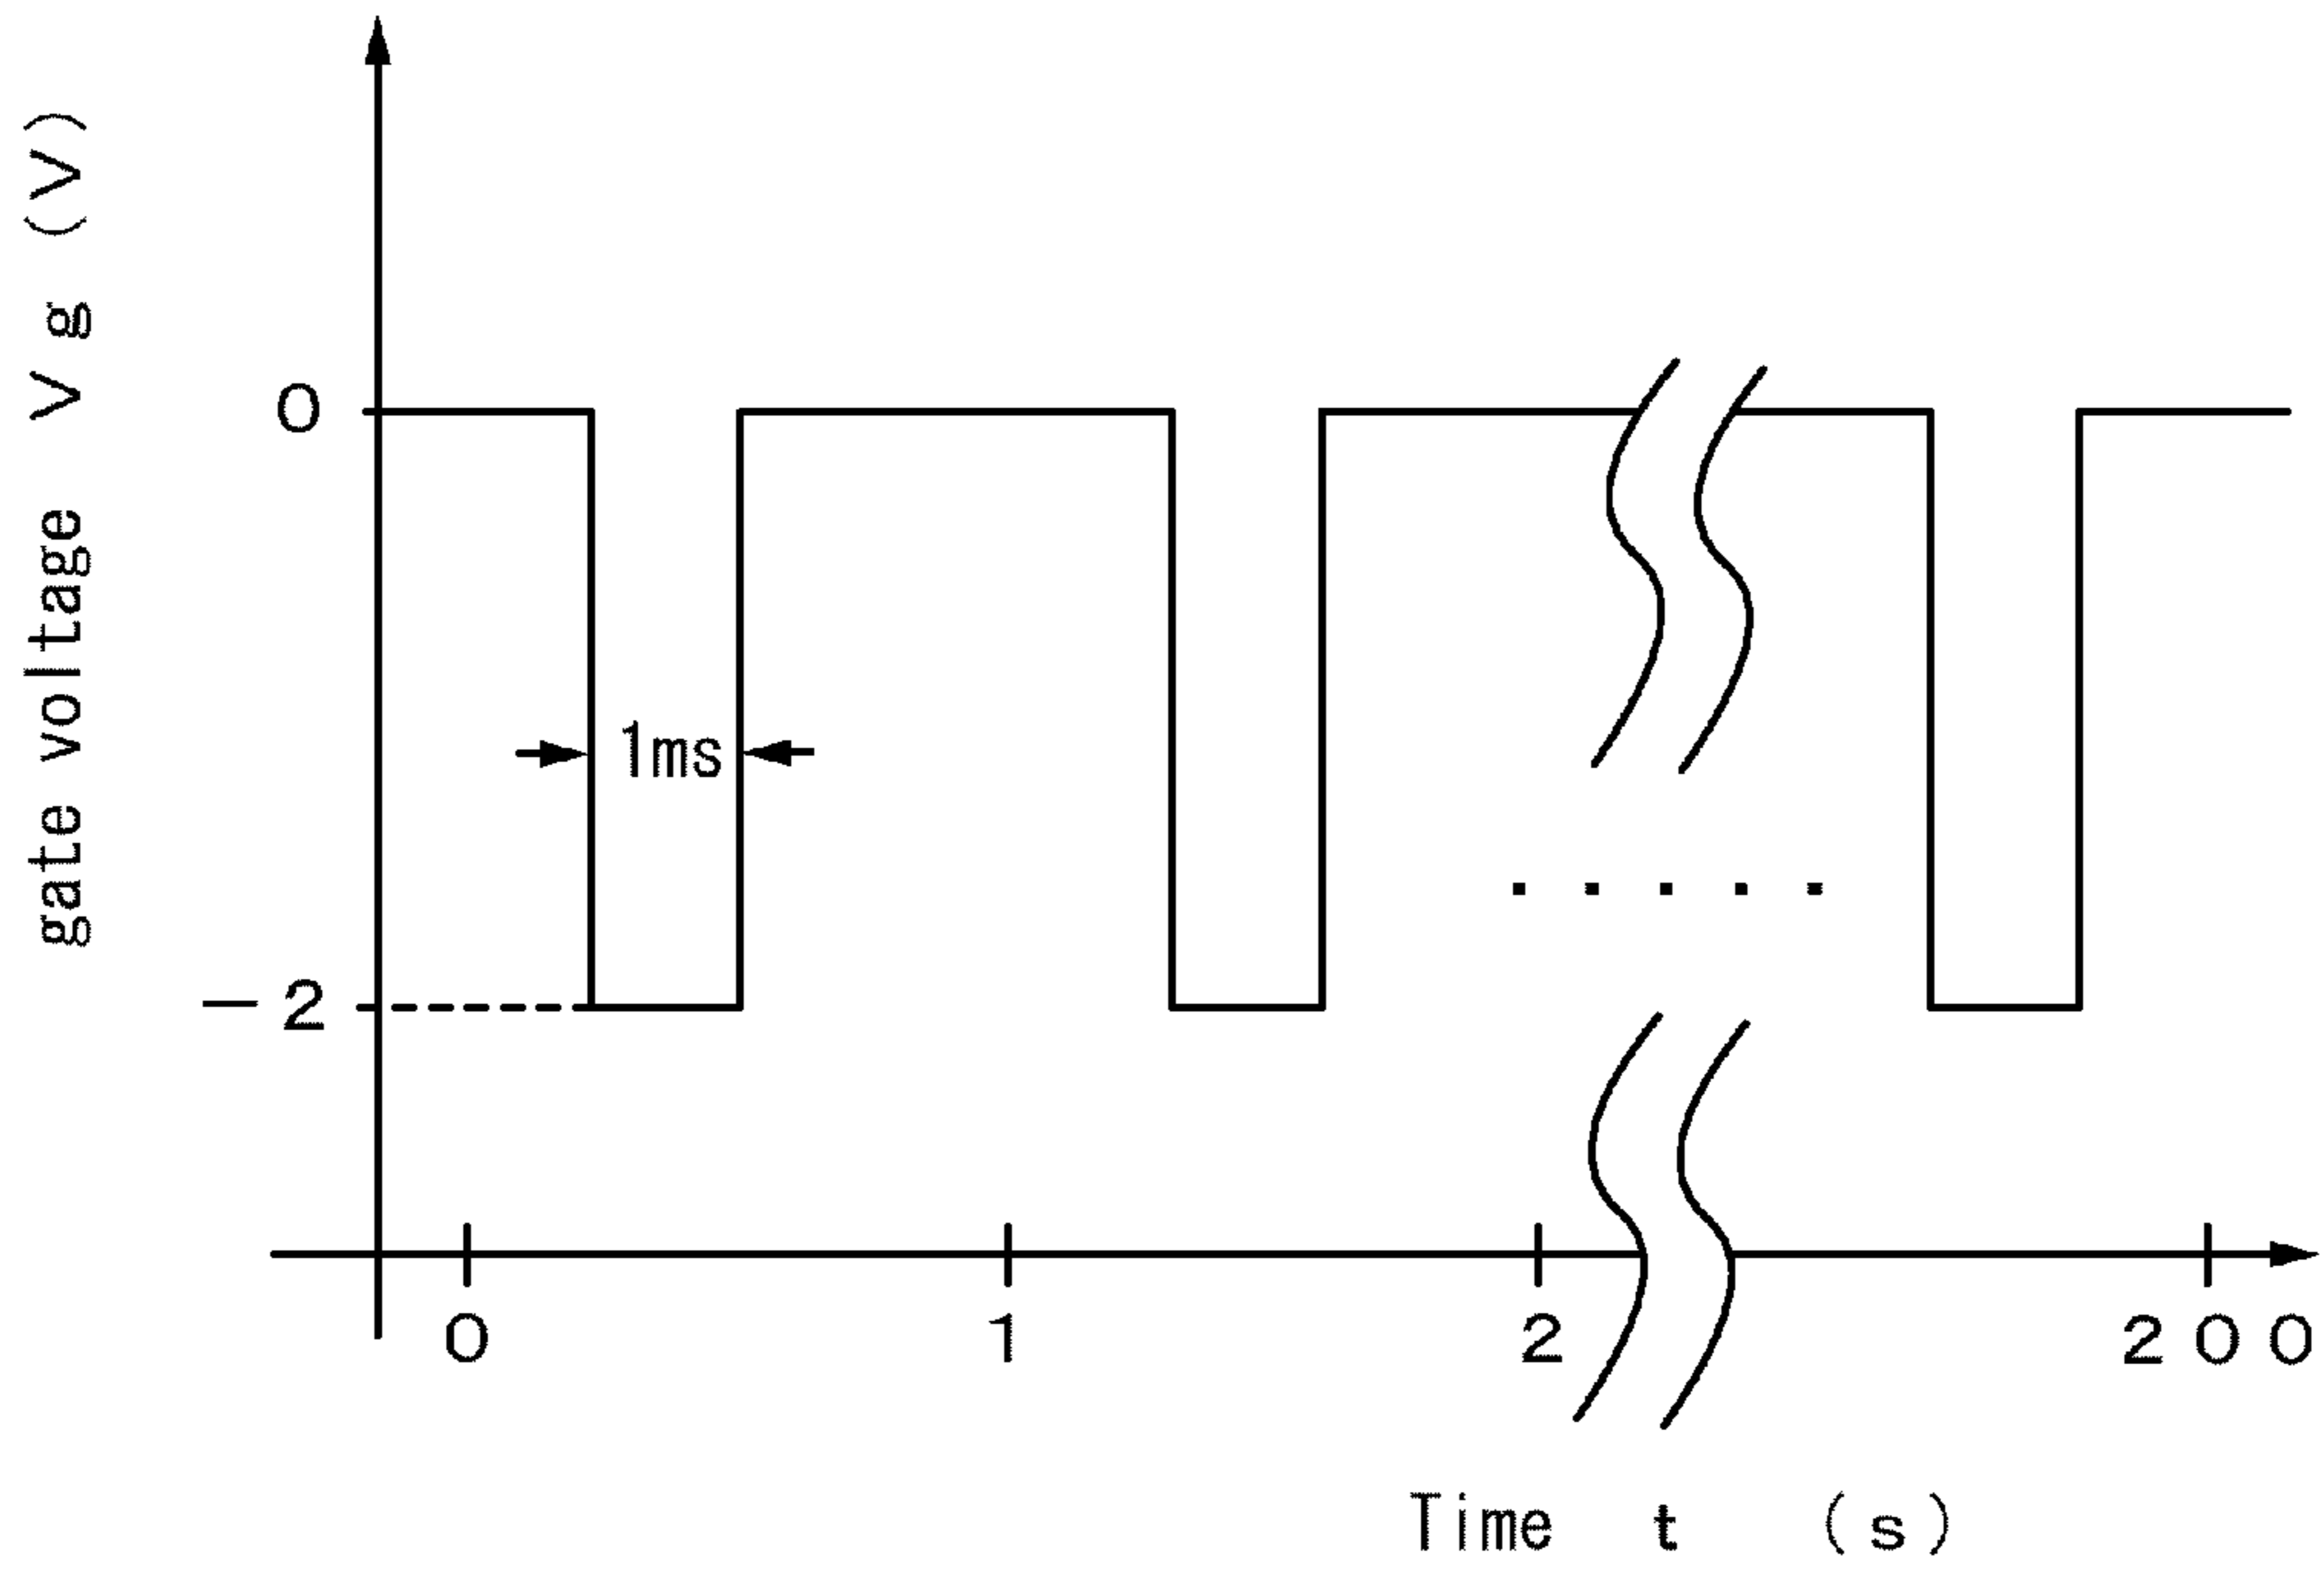 gate voltage Vg (V)
0
1ms
-2
0 1 2 200
Time t (s)